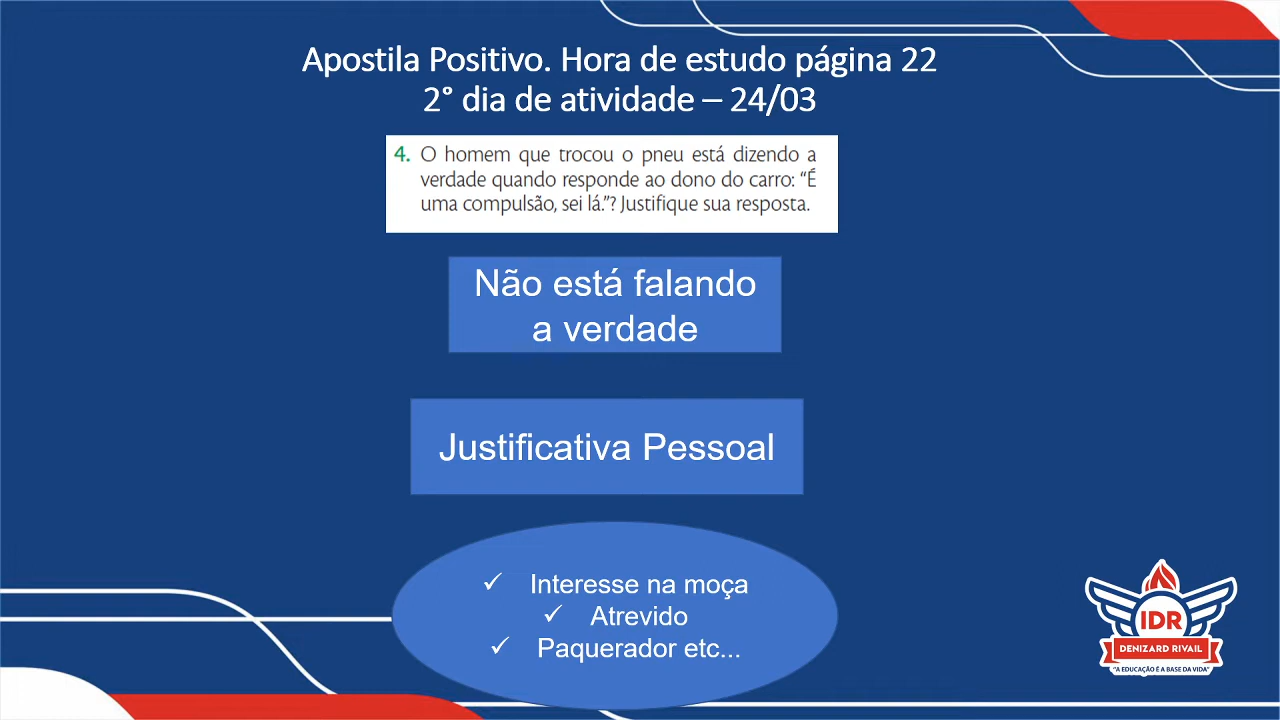 Apostila Positivo. Hora de estudo página 22
2° dia de atividade – 24/03
4. O homem que trocou o pneu está dizendo a
verdade quando responde ao dono do carro: “É
uma compulsão, sei lá.”? Justifique sua resposta.
Não está falando
a verdade
Justificativa Pessoal
✓ Interesse na moça
✓ Atrevido
✓ Paquerador etc...
IDR
DENIZARD RIVAIL
"A EDUCAÇÃO É A BASE DA VIDA"